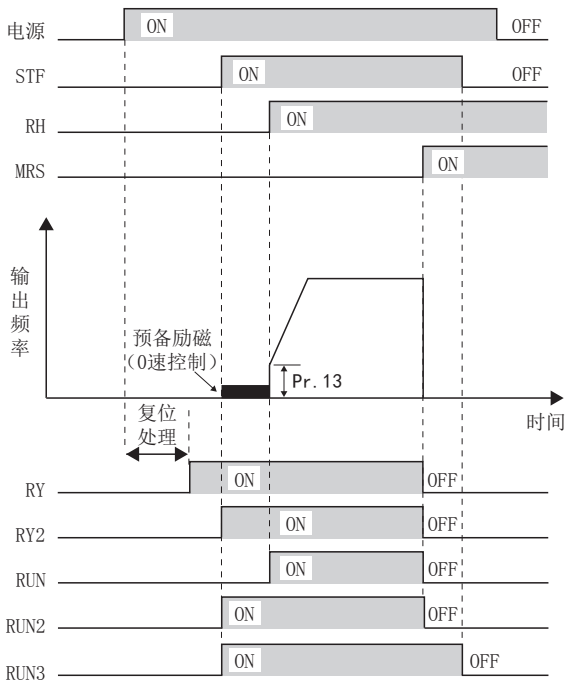 电源 ON OFF
STF ON OFF
RH ON
MRS ON
输出频率
预备励磁
(0速控制)
Pr.13
时间
复位
处理
RY ON OFF
RY2 ON OFF
RUN ON OFF
RUN2 ON OFF
RUN3 ON OFF